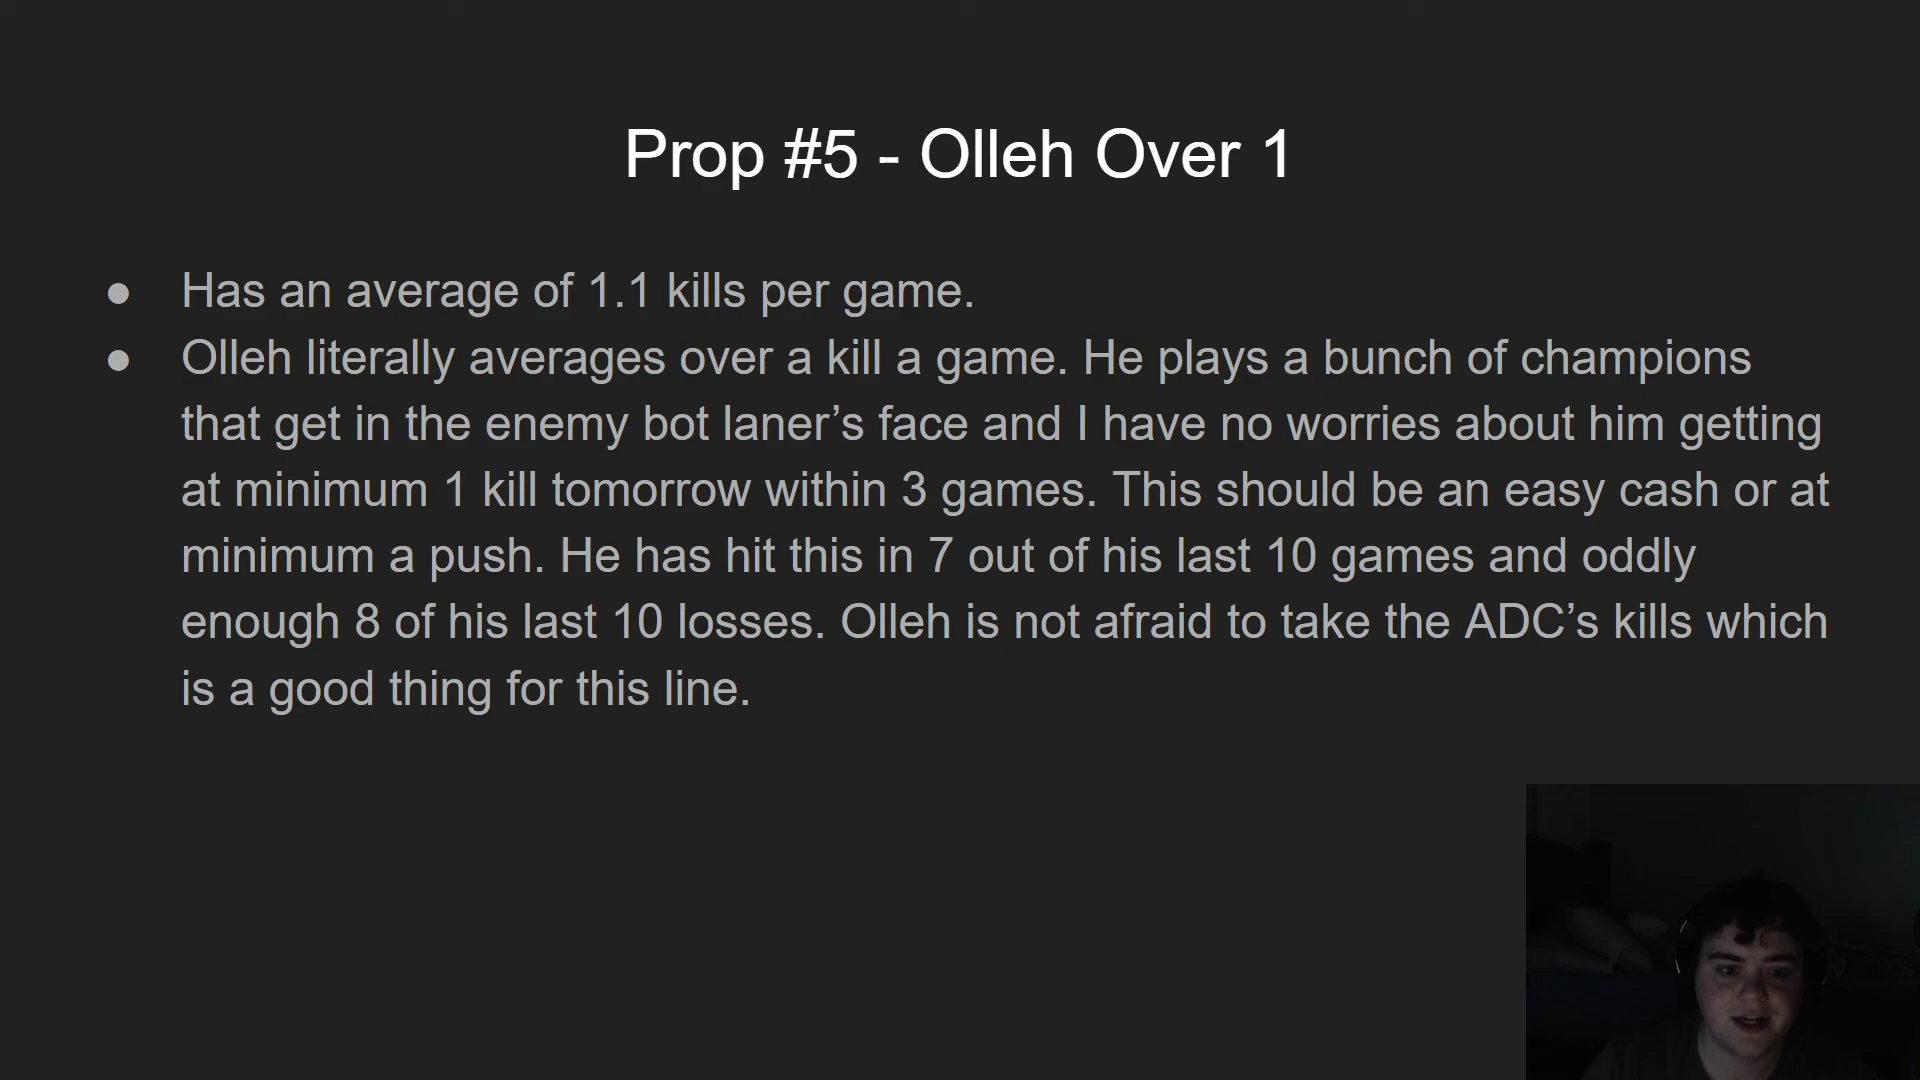 Prop #5 - Olleh Over 1
● Has an average of 1.1 kills per game.
● Olleh literally averages over a kill a game. He plays a bunch of champions
that get in the enemy bot laner’s face and I have no worries about him getting
at minimum 1 kill tomorrow within 3 games. This should be an easy cash or at
minimum a push. He has hit this in 7 out of his last 10 games and oddly
enough 8 of his last 10 losses. Olleh is not afraid to take the ADC’s kills which
is a good thing for this line.